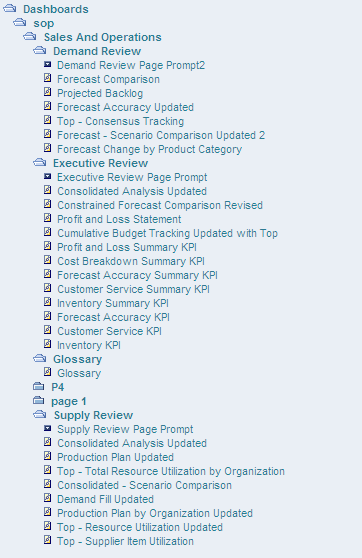 Dashboards
sop
Sales And Operations
Demand Review
Demand Review Page Prompt2
Forecast Comparison
Projected Backlog
Forecast Accuracy Updated
Top - Consensus Tracking
Forecast - Scenario Comparison Updated 2
Forecast Change by Product Category
Executive Review
Executive Review Page Prompt
Consolidated Analysis Updated
Constrained Forecast Comparison Revised
Profit and Loss Statement
Cumulative Budget Tracking Updated with Top
Profit and Loss Summary KPI
Cost Breakdown Summary KPI
Forecast Accuracy Summary KPI
Customer Service Summary KPI
Inventory Summary KPI
Forecast Accuracy KPI
Customer Service KPI
Inventory KPI
Glossary
Glossary
P4
page 1
Supply Review
Supply Review Page Prompt
Consolidated Analysis Updated
Production Plan Updated
Top - Total Resource Utilization by Organization
Consolidated - Scenario Comparison
Demand Fill Updated
Production Plan by Organization Updated
Top - Resource Utilization Updated
Top - Supplier Item Utilization